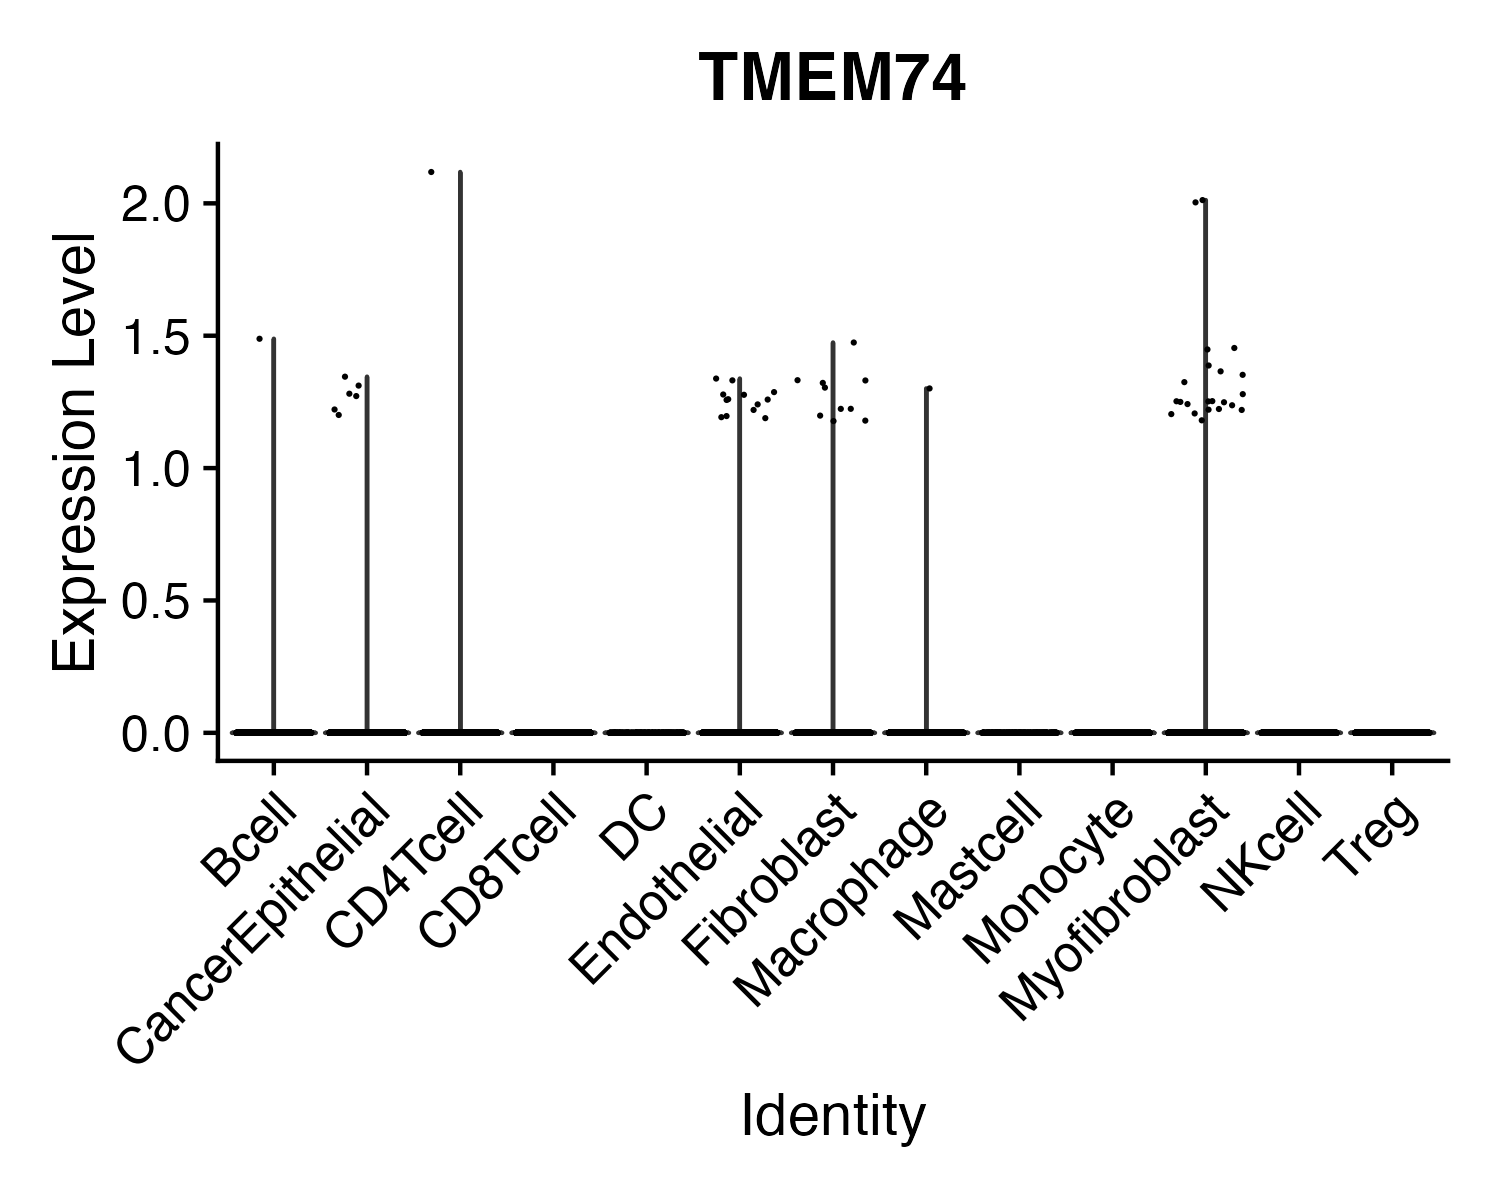 TMEM74
Expression Level
2.0
1.5
1.0
0.5
0.0
Bcell
CancerEpithelial
CD4Tcell
CD8Tcell
DC
Endothelial
Fibroblast
Macrophage
Mastcell
Monocyte
Myofibroblast
NKcell
Treg
Identity